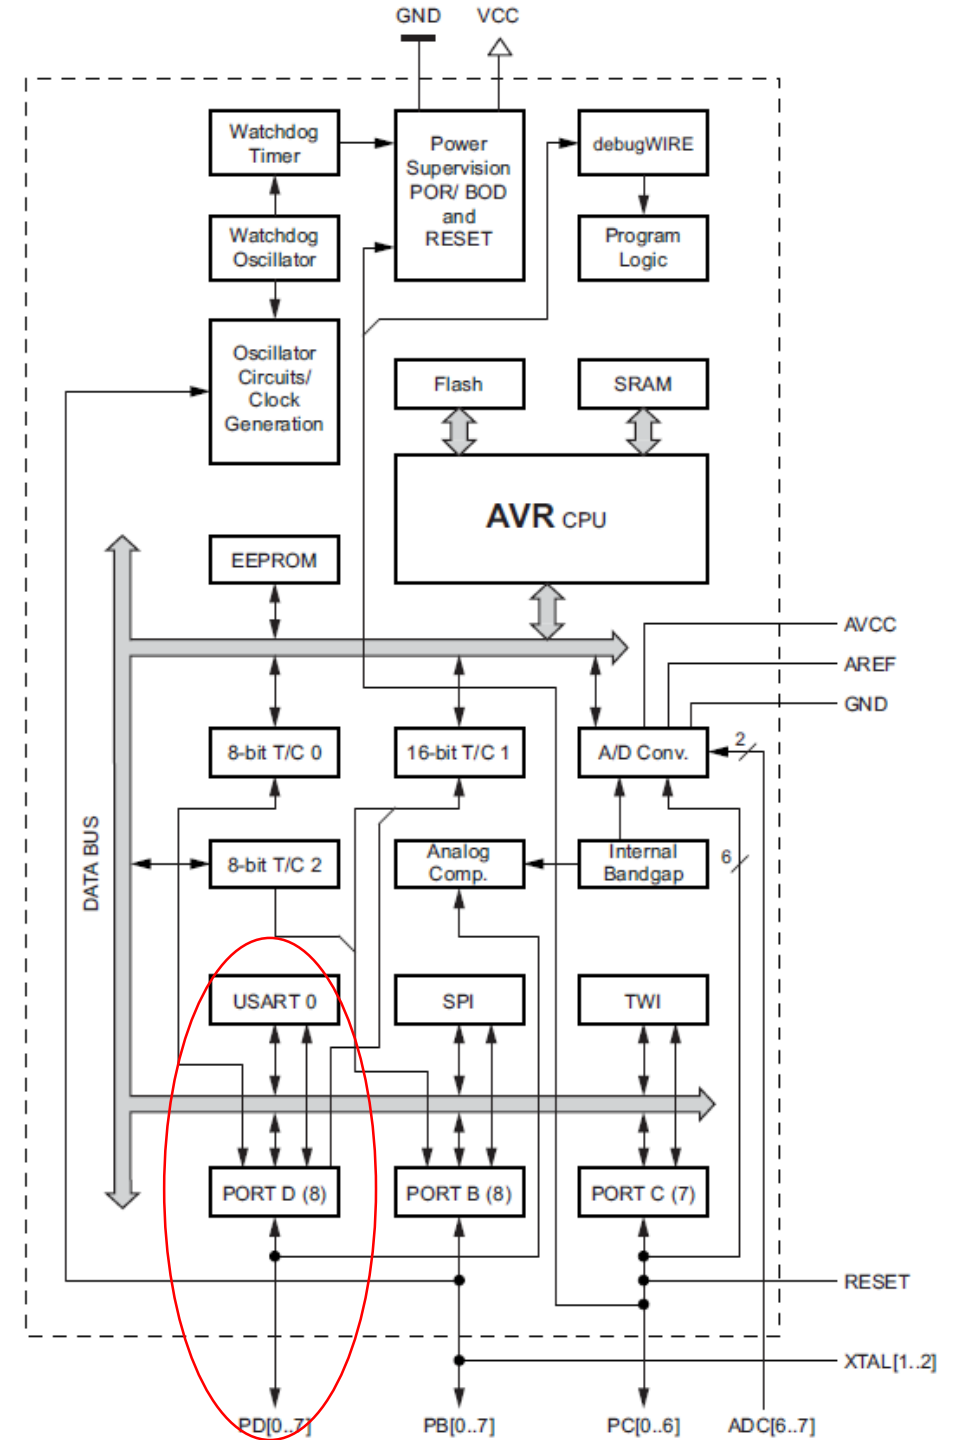 GND VCC
Watchdog
Timer
Power
Supervision
POR/ BOD
and
RESET
debugWIRE
Watchdog
Oscillator
Program
Logic
Oscillator
Circuits/
Clock
Generation
Flash
SRAM
AVR CPU
EEPROM
AVCC
AREF
GND
8-bit T/C 0
16-bit T/C 1
A/D Conv.
2
DATA BUS
8-bit T/C 2
Analog
Comp.
Internal
Bandgap
6
USART 0
SPI
TWI
PORT D (8)
PORT B (8)
PORT C (7)
RESET
XTAL[1..2]
PD[0..7]
PB[0..7]
PC[0..6]
ADC[6..7]